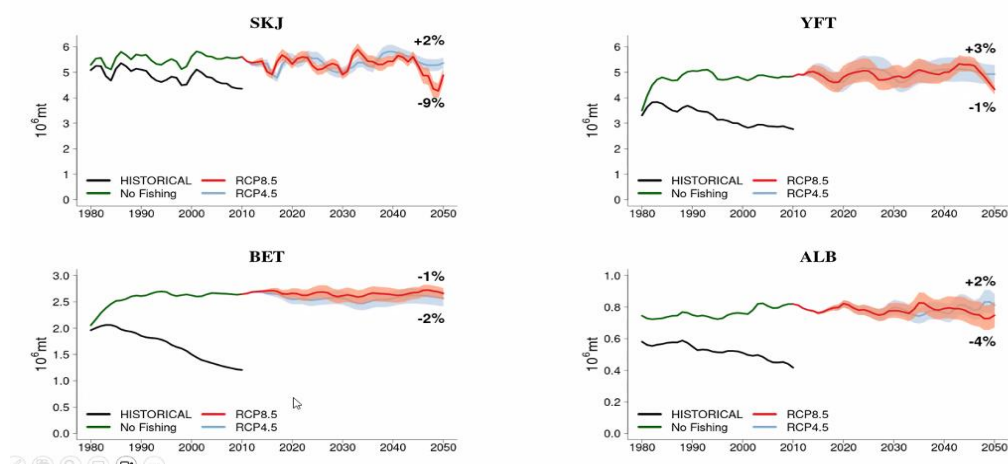 SKJ
+2%
6
5
4
3
2
1
0
10⁶mt
-9%
HISTORICAL RCP8.5
No Fishing RCP4.5
1980 1990 2000 2010 2020 2030 2040 2050
YFT
+3%
6
5
4
3
2
1
0
10⁶mt
-1%
HISTORICAL RCP8.5
No Fishing RCP4.5
1980 1990 2000 2010 2020 2030 2040 2050
BET
-1%
3.0
2.5
2.0
1.5
1.0
0.5
0.0
10⁶mt
-2%
HISTORICAL RCP8.5
No Fishing RCP4.5
1980 1990 2000 2010 2020 2030 2040 2050
ALB
+2%
1.0
0.8
0.6
0.4
0.2
0.0
10⁶mt
-4%
HISTORICAL RCP8.5
No Fishing RCP4.5
1980 1990 2000 2010 2020 2030 2040 2050